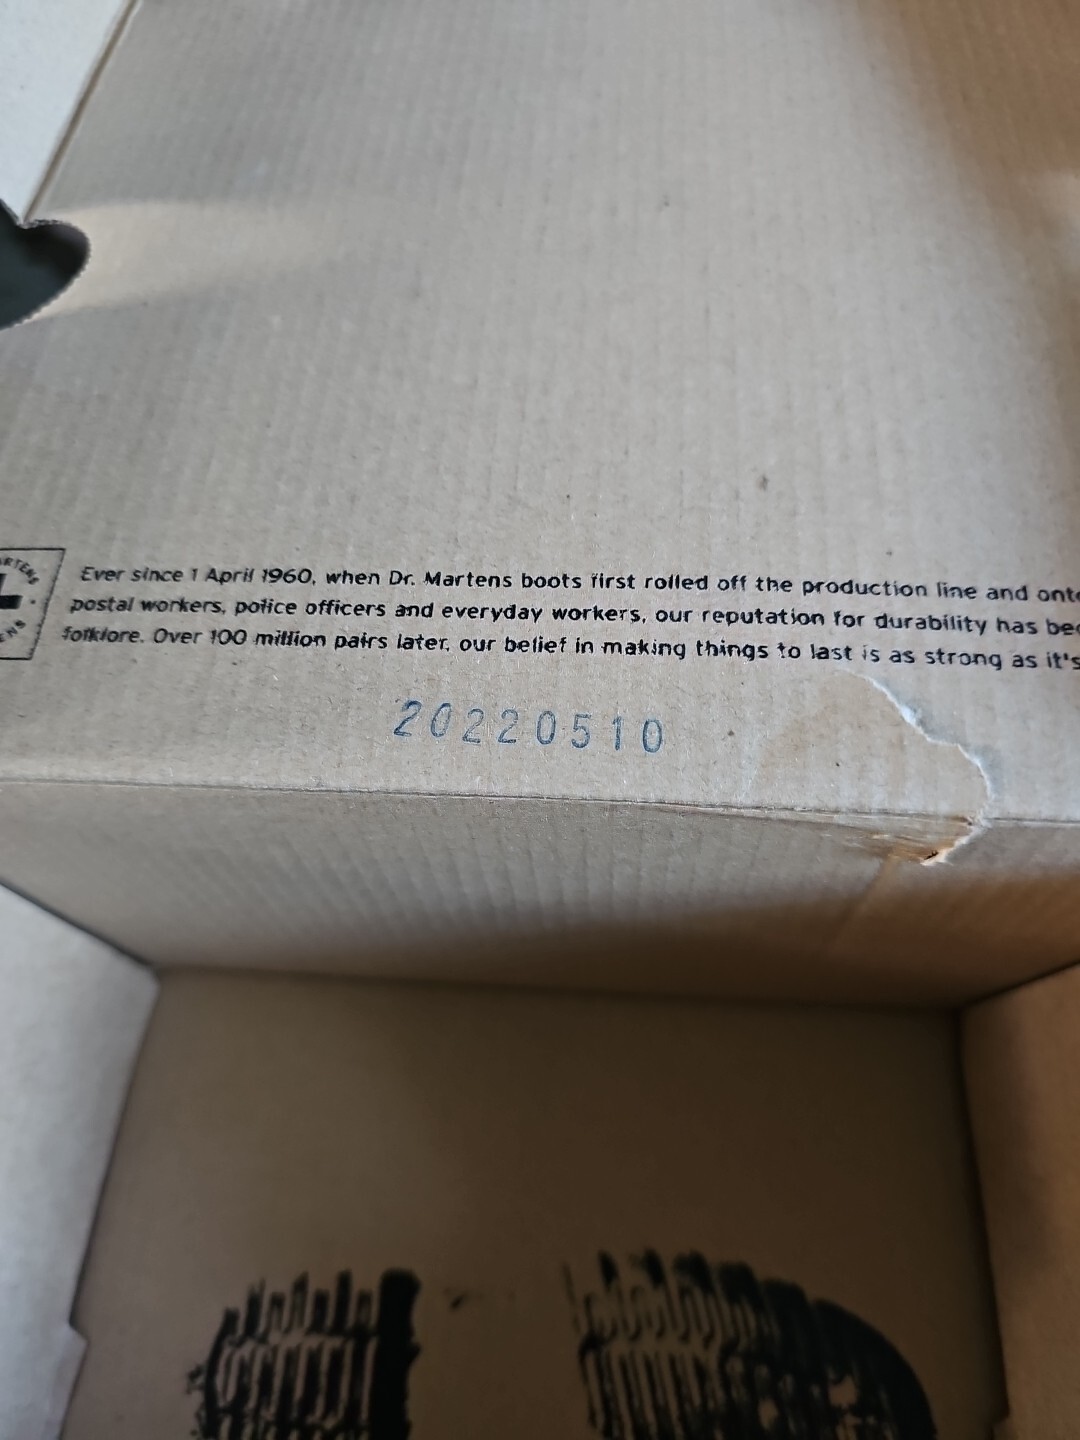 Ever since 1 April 1960, when Dr. Martens boots first rolled off the production line and
postal workers, police officers and everyday workers, our reputation for durability has
folklore. Over 100 million pairs later, our belief in making things to last is as strong as it's
20220510